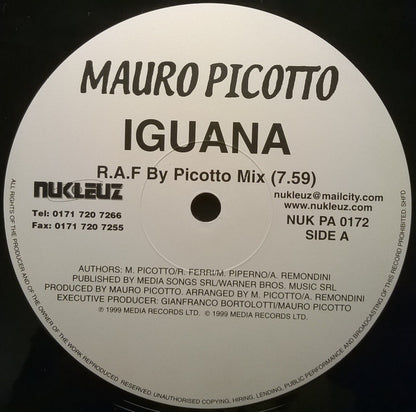 MAURO PICOTTO
IGUANA
R.A.F By Picotto Mix (7.59)
NUKLEUZ
Tel: 0171 720 7266
Fax: 0171 720 7255
nukleuz@mailcity.com
www.nukleuz.com
NUK PA 0172
SIDE A
AUTHORS: M. PICOTTO/R. FERRI/M. PIPERNO/A. REMONDINI
PUBLISHED BY MEDIA SONGS SRL/WARNER BROS. MUSIC SRL
PRODUCED BY MAURO PICOTTO. ARRANGED BY M. PICOTTO/A. REMONDINI
EXECUTIVE PRODUCER: GIANFRANCO BORTOLOTTI/MAURO PICOTTO
℗ 1999 MEDIA RECORDS LTD. © 1999 MEDIA RECORDS LTD.
ALL RIGHTS OF THE PRODUCER AND OF THE OWNER OF THE WORK REPRODUCED RESERVED UNAUTHORISED COPYING, HIRING, LENDING, PUBLIC PERFORMANCE AND BROADCASTING OF THIS RECORD PROHIBITED. SHFD